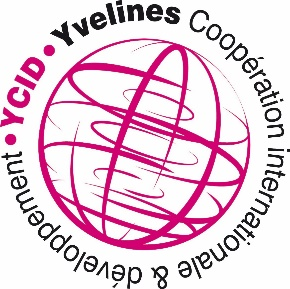 • YCID • Yvelines Coopération internationale & développement